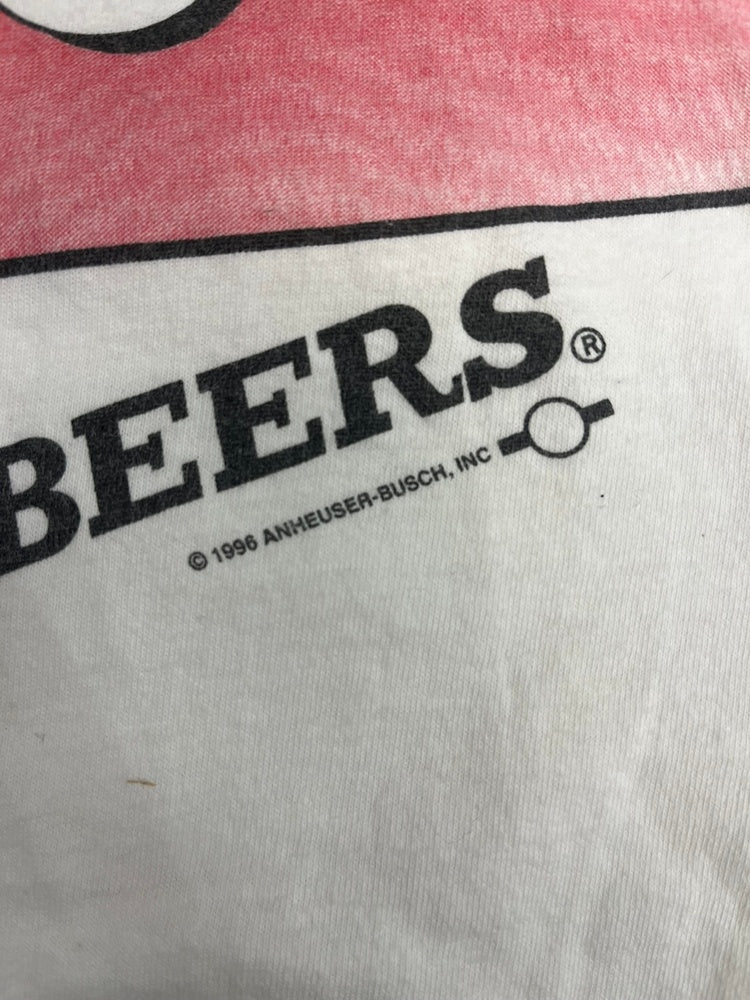 BEERS®
© 1996 ANHEUSER-BUSCH, INC